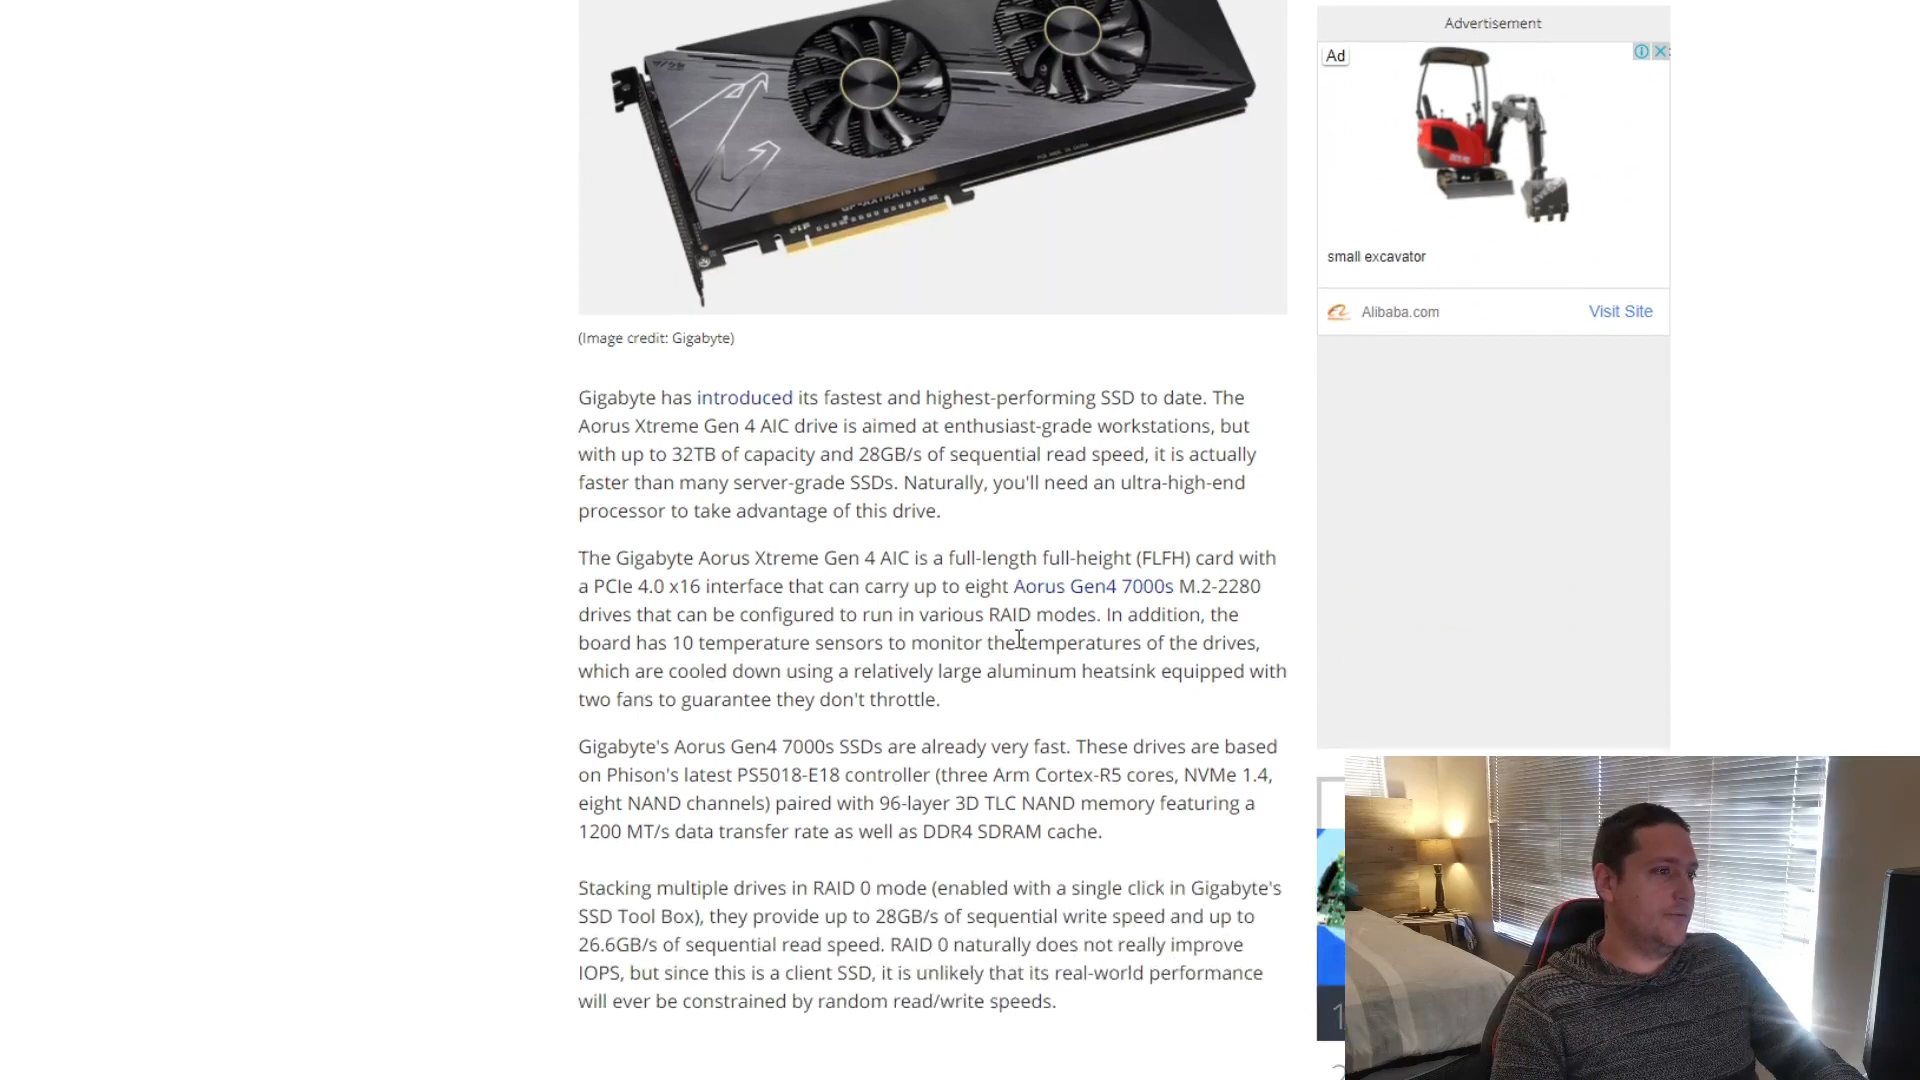 Advertisement
Ad
small excavator
Alibaba.com
Visit Site
(Image credit: Gigabyte)
Gigabyte has introduced its fastest and highest-performing SSD to date. The
Aorus Xtreme Gen 4 AIC drive is aimed at enthusiast-grade workstations, but
with up to 32TB of capacity and 28GB/s of sequential read speed, it is actually
faster than many server-grade SSDs. Naturally, you'll need an ultra-high-end
processor to take advantage of this drive.
The Gigabyte Aorus Xtreme Gen 4 AIC is a full-length full-height (FLFH) card with
a PCIe 4.0 x16 interface that can carry up to eight Aorus Gen4 7000s M.2-2280
drives that can be configured to run in various RAID modes. In addition, the
board has 10 temperature sensors to monitor the temperatures of the drives,
which are cooled down using a relatively large aluminum heatsink equipped with
two fans to guarantee they don't throttle.
Gigabyte's Aorus Gen4 7000s SSDs are already very fast. These drives are based
on Phison's latest PS5018-E18 controller (three Arm Cortex-R5 cores, NVMe 1.4,
eight NAND channels) paired with 96-layer 3D TLC NAND memory featuring a
1200 MT/s data transfer rate as well as DDR4 SDRAM cache.
Stacking multiple drives in RAID 0 mode (enabled with a single click in Gigabyte's
SSD Tool Box), they provide up to 28GB/s of sequential write speed and up to
26.6GB/s of sequential read speed. RAID 0 naturally does not really improve
IOPS, but since this is a client SSD, it is unlikely that its real-world performance
will ever be constrained by random read/write speeds.